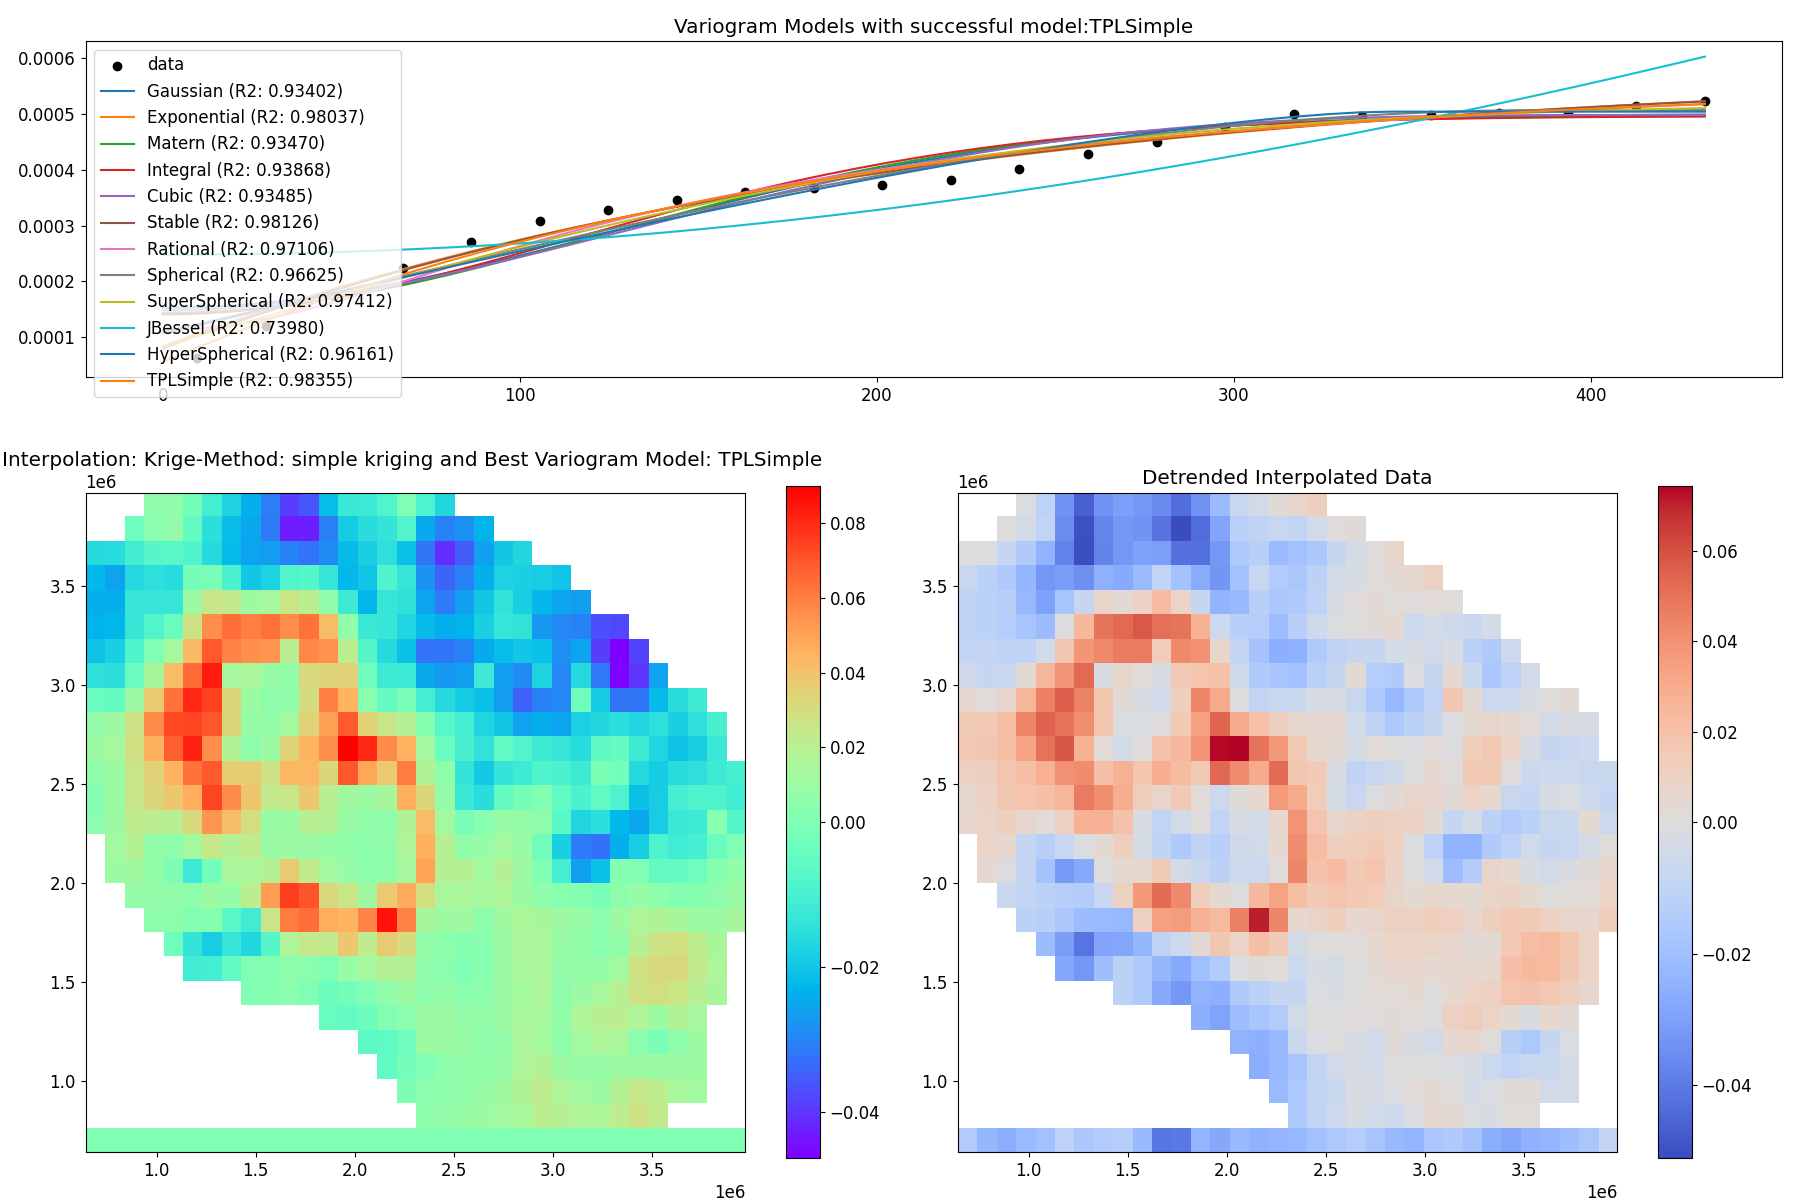 Variogram Models with successful model:TPLSimple
0.0006
0.0005
0.0004
0.0003
0.0002
0.0001
data
Gaussian (R2: 0.93402)
Exponential (R2: 0.98037)
Matern (R2: 0.93470)
Integral (R2: 0.93868)
Cubic (R2: 0.93485)
Stable (R2: 0.98126)
Rational (R2: 0.97106)
Spherical (R2: 0.96625)
SuperSpherical (R2: 0.97412)
JBessel (R2: 0.73980)
HyperSpherical (R2: 0.96161)
TPLSimple (R2: 0.98355)
0 100 200 300 400
Interpolation: Krige-Method: simple kriging and Best Variogram Model: TPLSimple
1e6
3.5
3.0
2.5
2.0
1.5
1.0
1.0 1.5 2.0 2.5 3.0 3.5
1e6
0.08
0.06
0.04
0.02
0.00
−0.02
−0.04
Detrended Interpolated Data
1e6
3.5
3.0
2.5
2.0
1.5
1.0
1.0 1.5 2.0 2.5 3.0 3.5
1e6
0.06
0.04
0.02
0.00
−0.02
−0.04